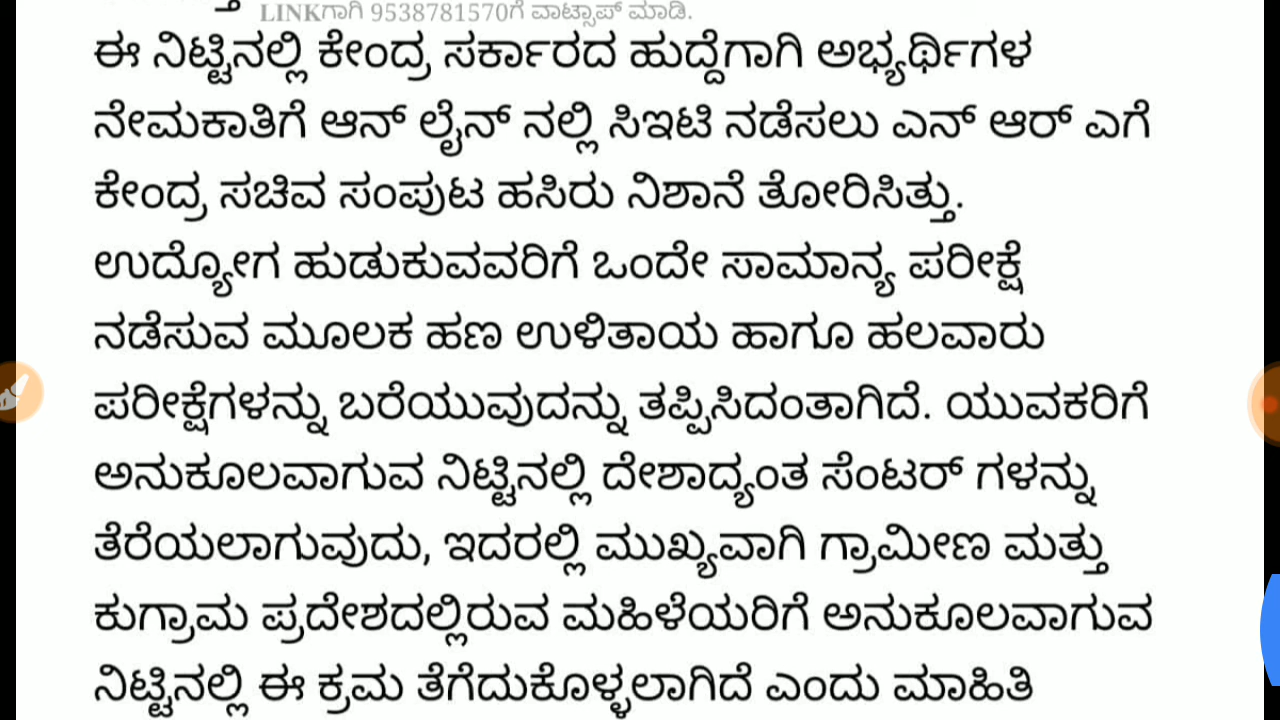 LINKಗಾಗಿ 9538781570ಗೆ ವಾಟ್ಸಾಪ್ ಮಾಡಿ.
ಈ ನಿಟ್ಟಿನಲ್ಲಿ ಕೇಂದ್ರ ಸರ್ಕಾರದ ಹುದ್ದೆಗಾಗಿ ಅಭ್ಯರ್ಥಿಗಳ
ನೇಮಕಾತಿಗೆ ಆನ್ ಲೈನ್ ನಲ್ಲಿ ಸಿಇಟಿ ನಡೆಸಲು ಎನ್ ಆರ್ ಎಗೆ
ಕೇಂದ್ರ ಸಚಿವ ಸಂಪುಟ ಹಸಿರು ನಿಶಾನೆ ತೋರಿಸಿತ್ತು.
ಉದ್ಯೋಗ ಹುಡುಕುವವರಿಗೆ ಒಂದೇ ಸಾಮಾನ್ಯ ಪರೀಕ್ಷೆ
ನಡೆಸುವ ಮೂಲಕ ಹಣ ಉಳಿತಾಯ ಹಾಗೂ ಹಲವಾರು
ಪರೀಕ್ಷೆಗಳನ್ನು ಬರೆಯುವುದನ್ನು ತಪ್ಪಿಸಿದಂತಾಗಿದೆ. ಯುವಕರಿಗೆ
ಅನುಕೂಲವಾಗುವ ನಿಟ್ಟಿನಲ್ಲಿ ದೇಶಾದ್ಯಂತ ಸೆಂಟರ್ ಗಳನ್ನು
ತೆರೆಯಲಾಗುವುದು, ಇದರಲ್ಲಿ ಮುಖ್ಯವಾಗಿ ಗ್ರಾಮೀಣ ಮತ್ತು
ಕುಗ್ರಾಮ ಪ್ರದೇಶದಲ್ಲಿರುವ ಮಹಿಳೆಯರಿಗೆ ಅನುಕೂಲವಾಗುವ
ನಿಟ್ಟಿನಲ್ಲಿ ಈ ಕ್ರಮ ತೆಗೆದುಕೊಳ್ಳಲಾಗಿದೆ ಎಂದು ಮಾಹಿತಿ